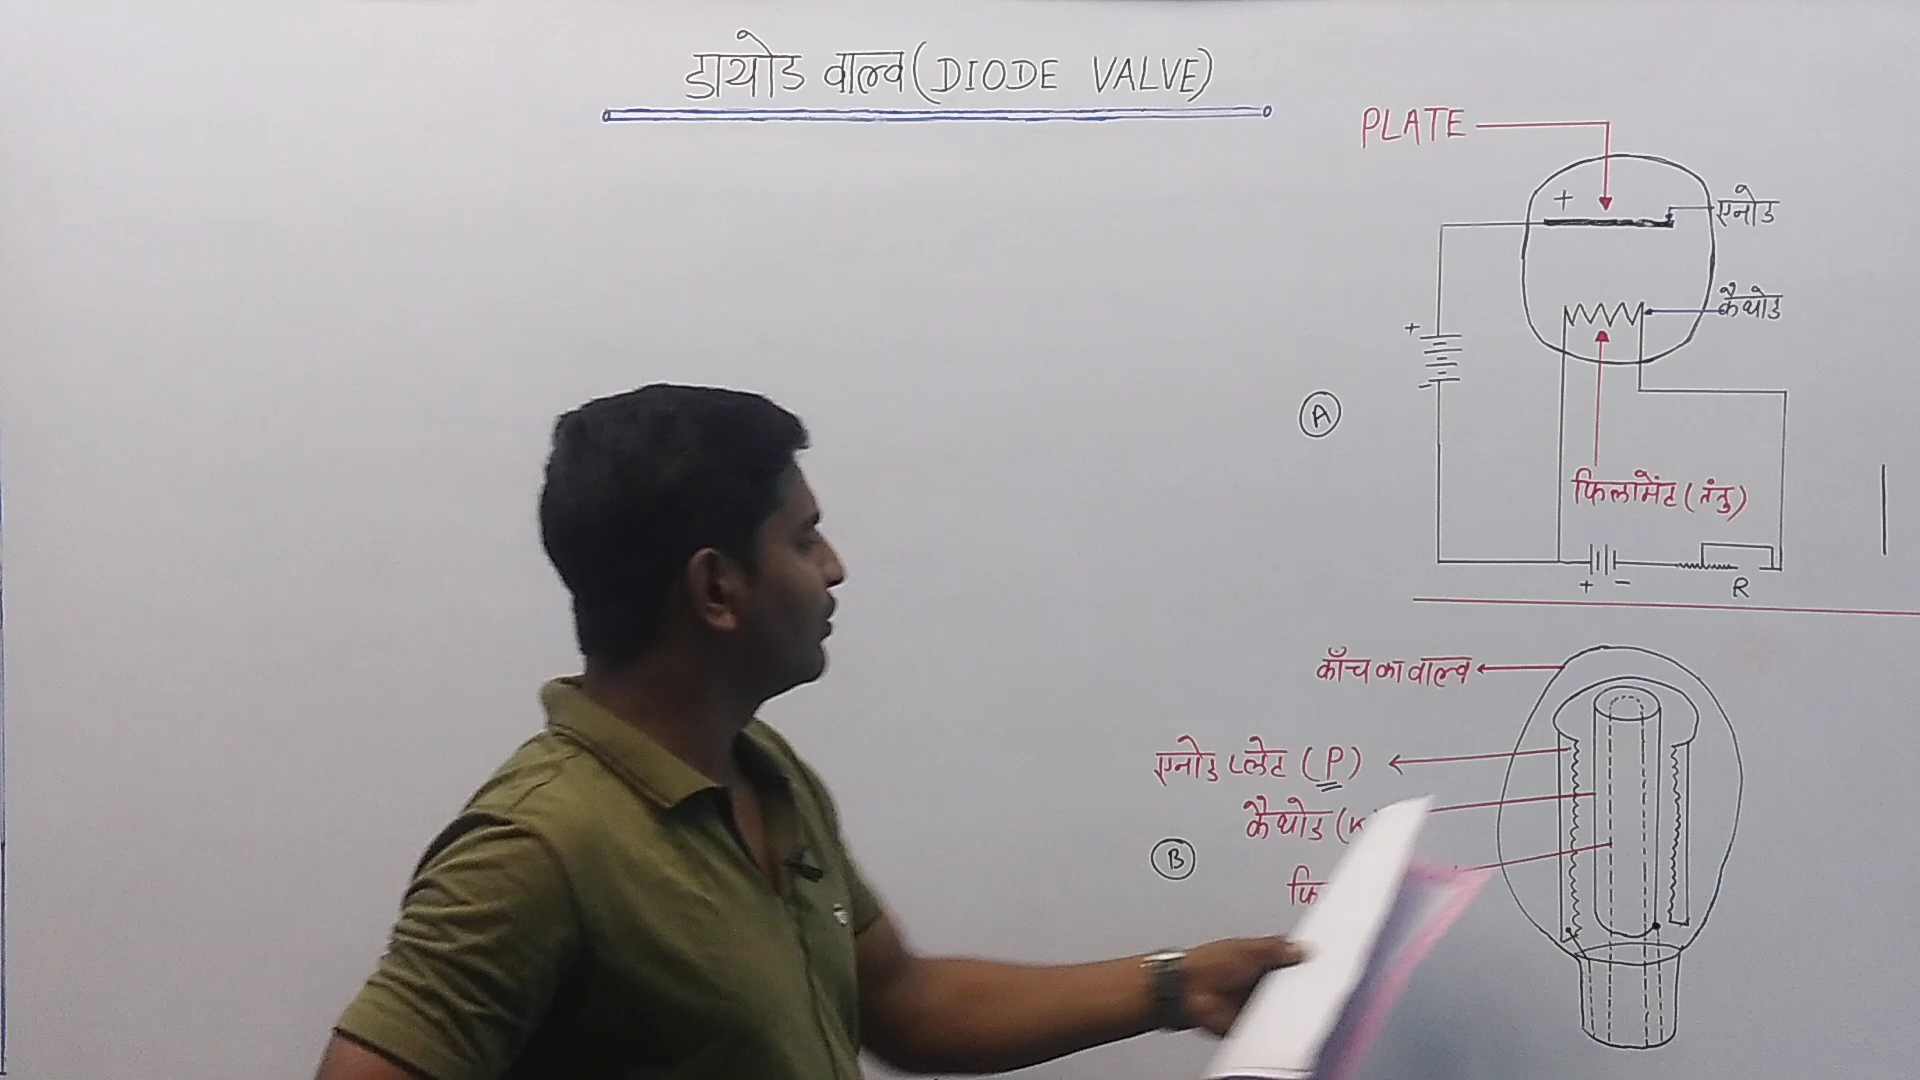 डायोड वाल्व (DIODE VALVE)
PLATE
+
एनोड
कैथोड
+
-
A
फिलामेंट (तंतु)
+ -
R
काँच का वाल्व
एनोड प्लेट (P)
कैथोड (K
B
फि